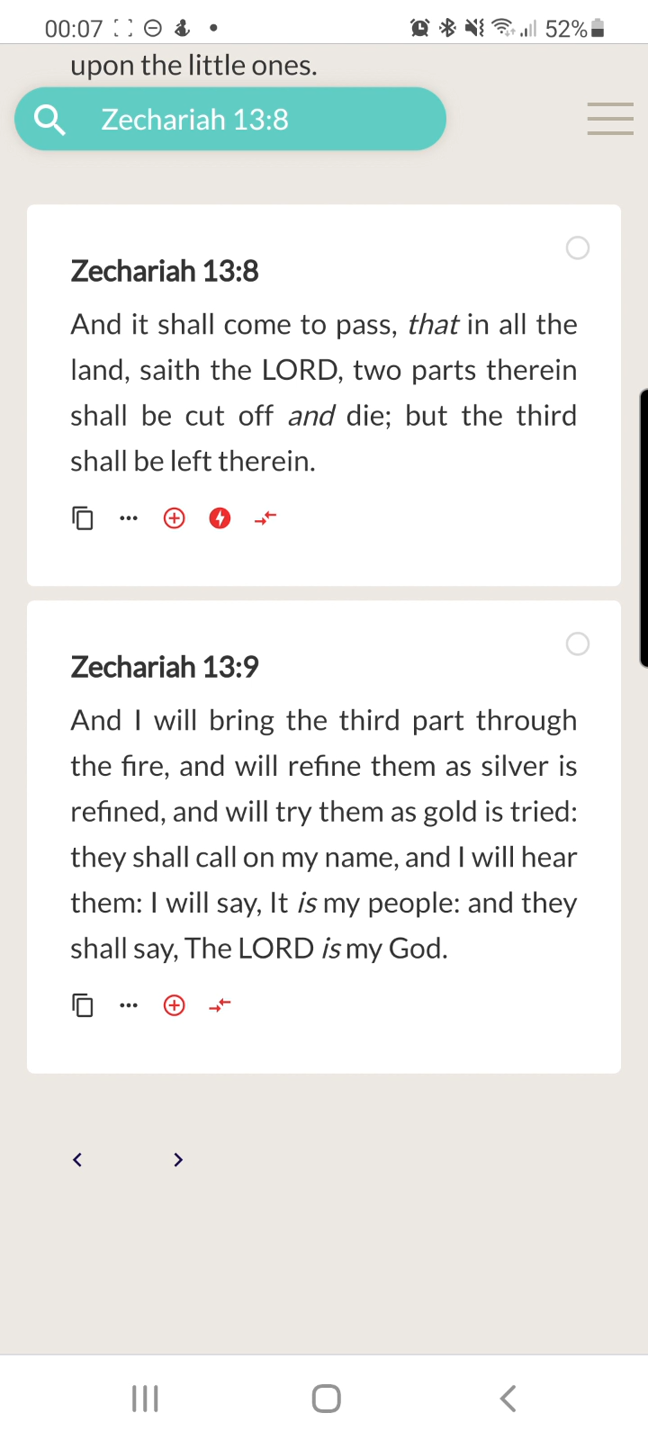 00:07
52%
upon the little ones.
Zechariah 13:8
Zechariah 13:8
And it shall come to pass, that in all the
land, saith the LORD, two parts therein
shall be cut off and die; but the third
shall be left therein.
Zechariah 13:9
And I will bring the third part through
the fire, and will refine them as silver is
refined, and will try them as gold is tried:
they shall call on my name, and I will hear
them: I will say, It is my people: and they
shall say, The LORD is my God.